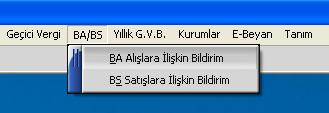 Geçici Vergi BA/BS Yıllık G.V.B. Kurumlar E-Beyan Tanım
BA Alışlara İlişkin Bildirim
BS Satışlara İlişkin Bildirim